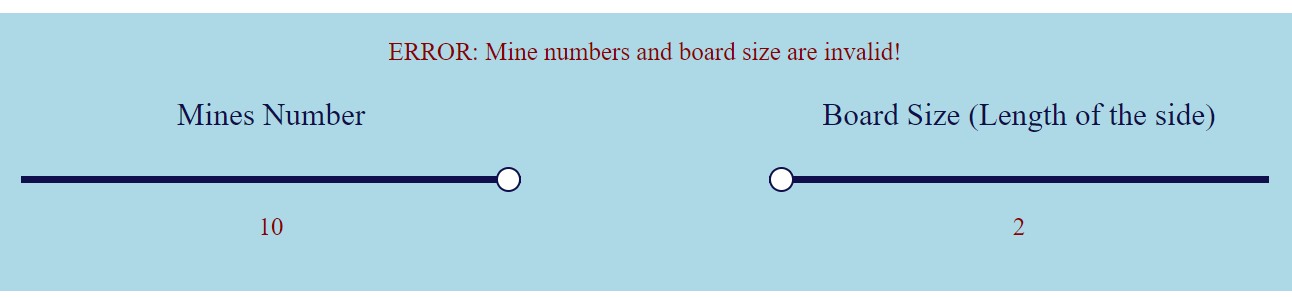 ERROR: Mine numbers and board size are invalid!
Mines Number
Board Size (Length of the side)
10
2